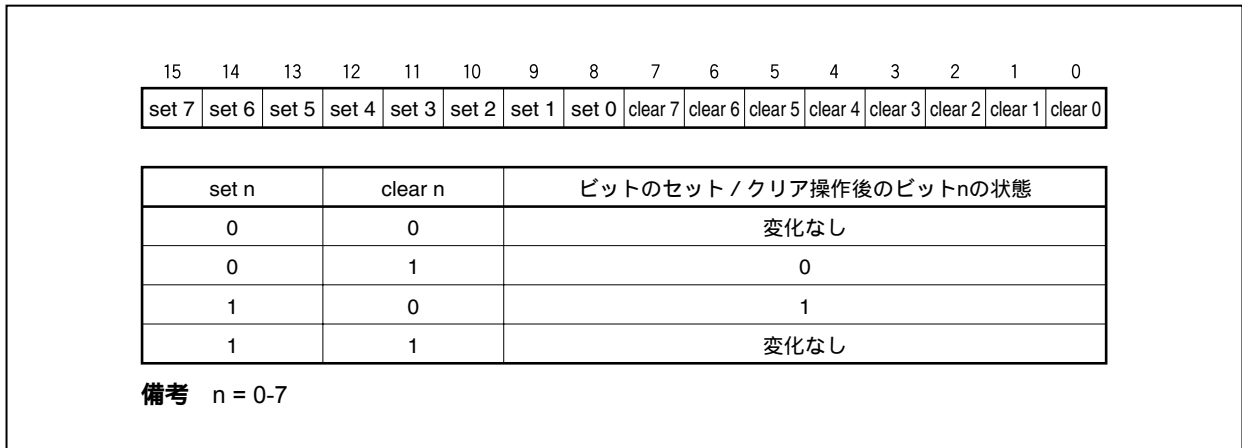 15 14 13 12 11 10 9 8 7 6 5 4 3 2 1 0
set 7 set 6 set 5 set 4 set 3 set 2 set 1 set 0 clear 7 clear 6 clear 5 clear 4 clear 3 clear 2 clear 1 clear 0
set n clear n ビットのセット / クリア操作後のビットnの状態
0 0 変化なし
0 1 0
1 0 1
1 1 変化なし
備考 n = 0-7